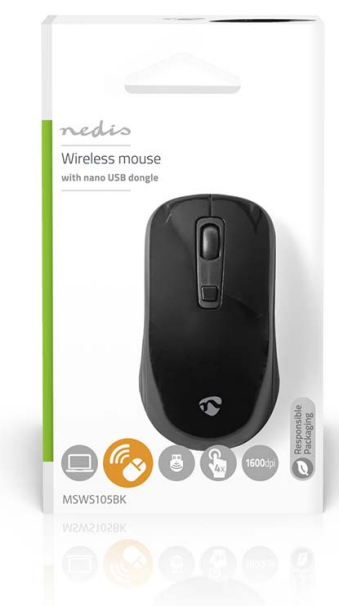 nedis
Wireless mouse
with nano USB dongle
4x
1600dpi
Responsible
Packaging
MSWS105BK